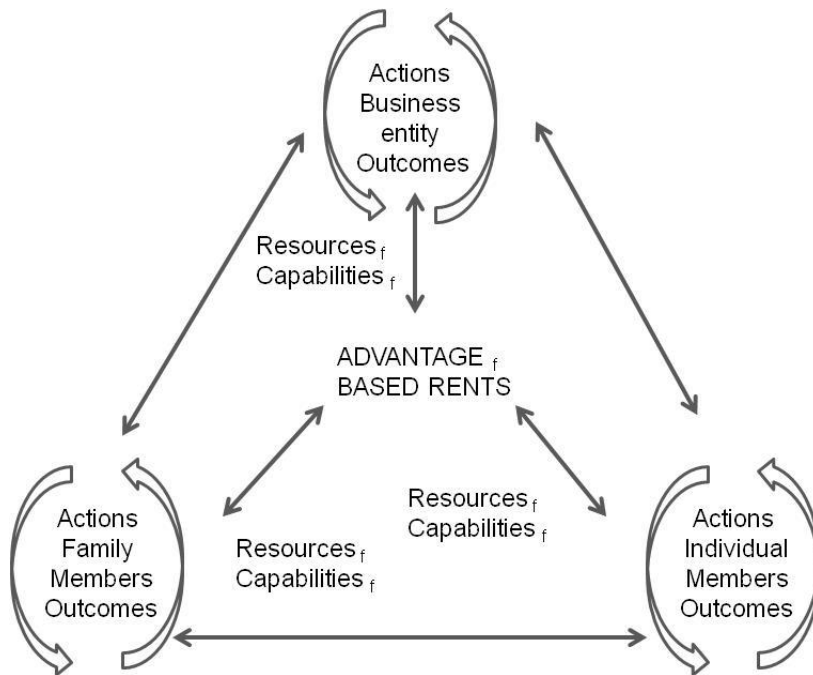 Actions
Business
entity
Outcomes
Resources f
Capabilities f
ADVANTAGE f
BASED RENTS
Actions
Family
Members
Outcomes
Resources f
Capabilities f
Resources f
Capabilities f
Actions
Individual
Members
Outcomes